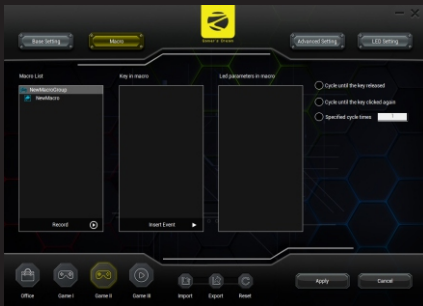 Base Setting
Macro
Gamer's Dream
Advanced Setting
LED Setting
Macro List
Key in macro
Led parameters in macro
NewMacroGroup
NewMacro
Cycle until the key released
Cycle until the key clicked again
Specified cycle times
Record
Insert Event
Office
Game I
Game II
Game III
Import
Export
Reset
Apply
Cancel